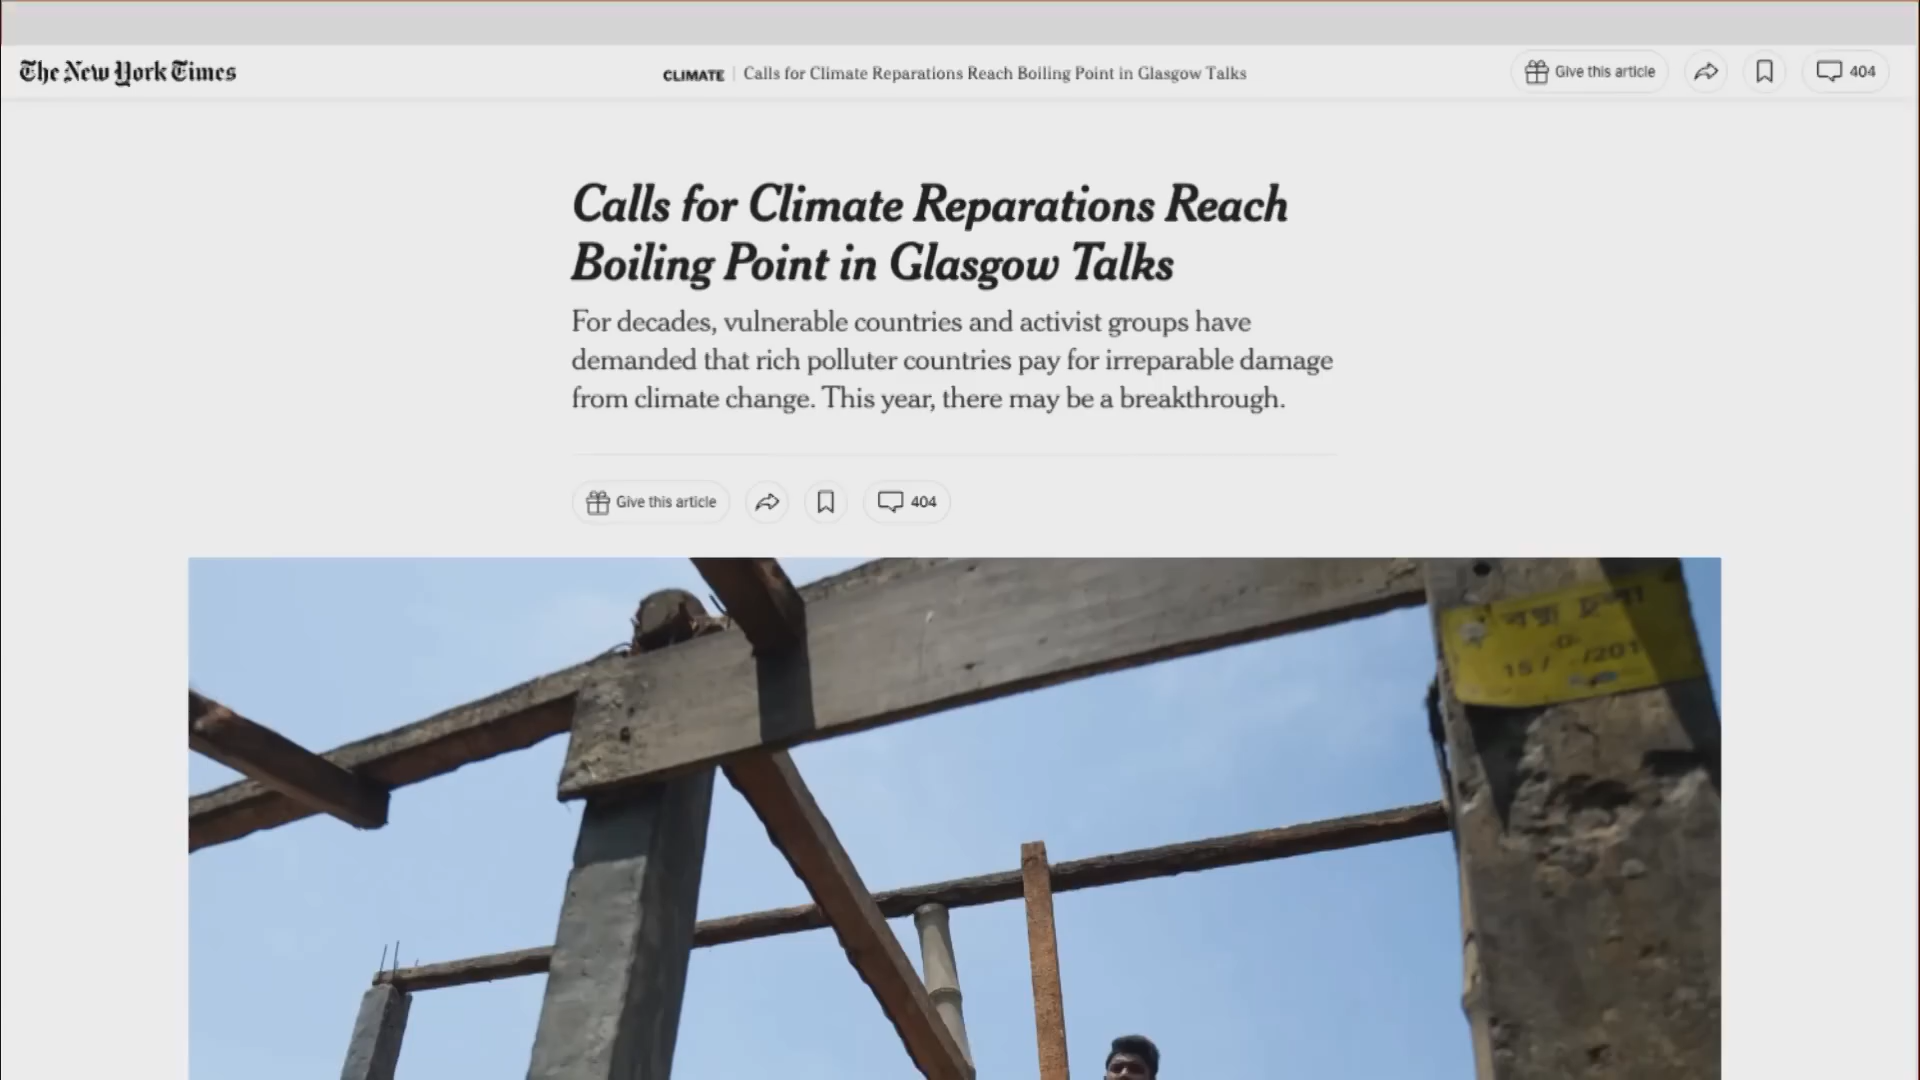 The New York Times
CLIMATE | Calls for Climate Reparations Reach Boiling Point in Glasgow Talks
Give this article
404
Calls for Climate Reparations Reach
Boiling Point in Glasgow Talks
For decades, vulnerable countries and activist groups have
demanded that rich polluter countries pay for irreparable damage
from climate change. This year, there may be a breakthrough.
Give this article
404